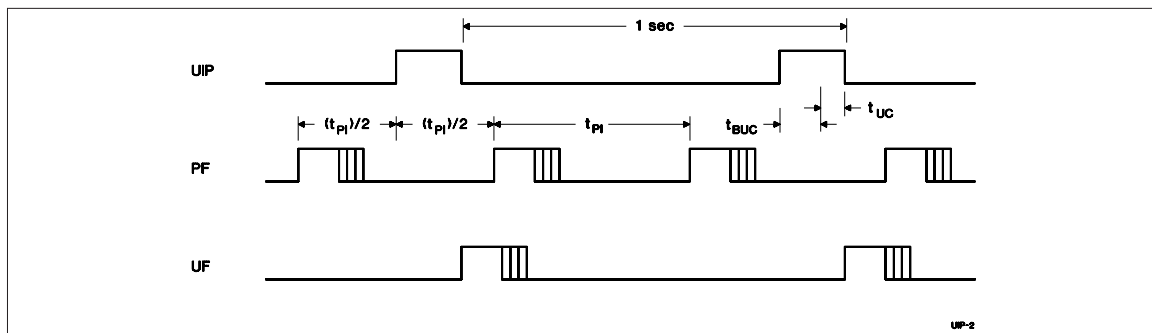 1 sec
UIP
(tPI)/2 (tPI)/2 tPI tBUC tUC
PF
UF
UIP-2